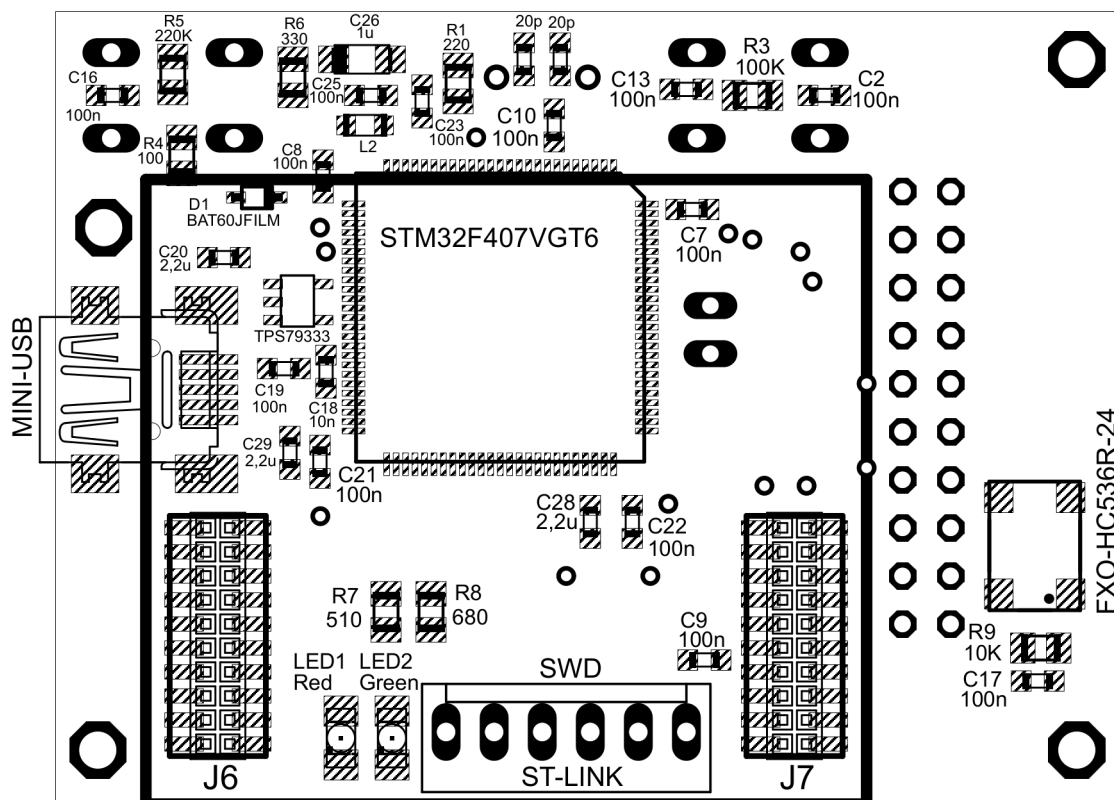 R5
220K
R6
330
C26
1u
R1
220
20p
20p
R3
100K
C16
100n
C25
100n
C23
100n
C10
100n
C13
100n
C2
100n
R4
100
L2
C8
100n
D1
BAT60JFILM
STM32F407VGT6
C7
100n
C20
2,2u
TPS79333
MINI-USB
C19
100n
C18
10n
C29
2,2u
C21
100n
C28
2,2u
C22
100n
FXO-HC536R-24
R7
510
R8
680
C9
100n
R9
10K
C17
100n
LED1
Red
LED2
Green
SWD
ST-LINK
J6
J7